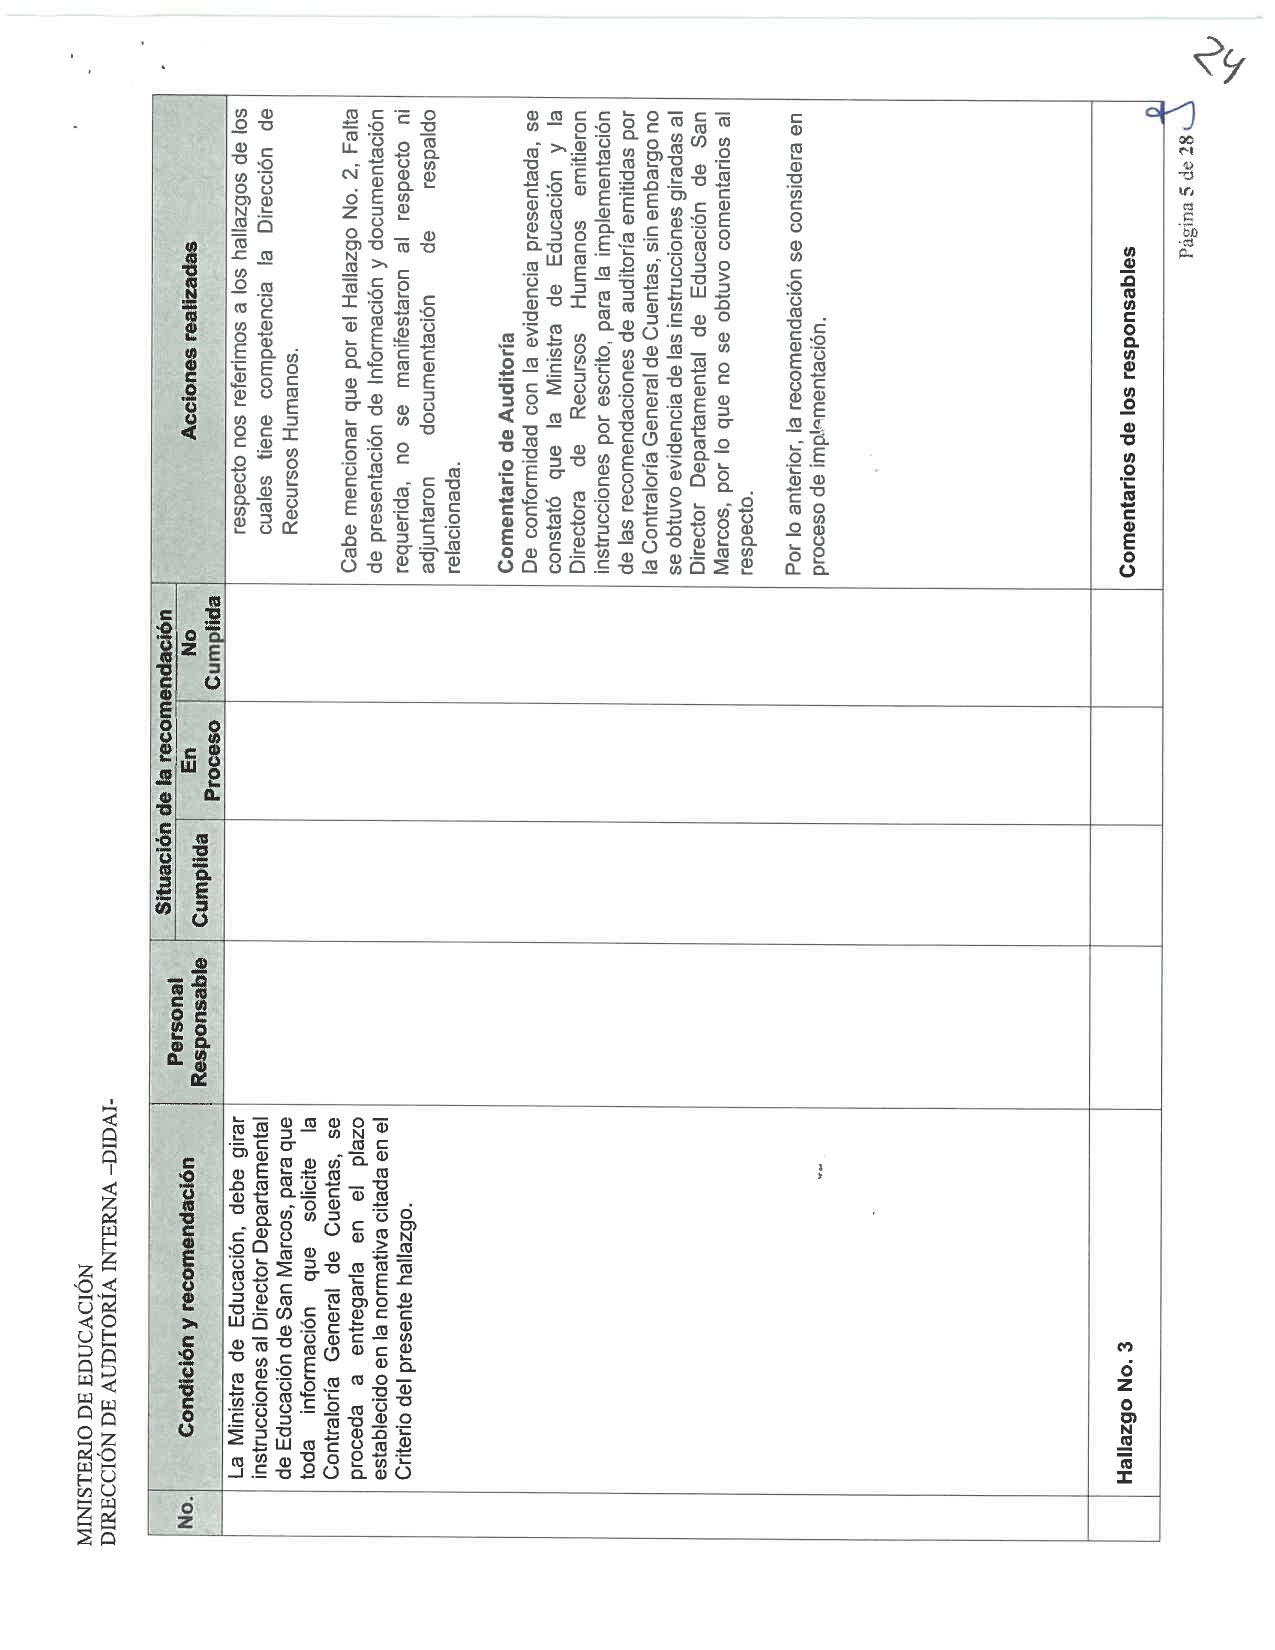 MINISTERIO DE EDUCACIÓN
DIRECCIÓN DE AUDITORÍA INTERNA –DIDAI-
No.
Condición y recomendación
Personal
Responsable
Situación de la recomendación
Cumplida
En
Proceso
No
Cumplida
Acciones realizadas
La Ministra de Educación, debe girar
instrucciones al Director Departamental
de Educación de San Marcos, para que
toda información que solicite la
Contraloría General de Cuentas, se
proceda a entregarla en el plazo
establecido en la normativa citada en el
Criterio del presente hallazgo.
respecto nos referimos a los hallazgos de los
cuales tiene competencia la Dirección de
Recursos Humanos.
Cabe mencionar que por el Hallazgo No. 2, Falta
de presentación de Información y documentación
requerida, no se manifestaron al respecto ni
adjuntaron documentación de respaldo
relacionada.
Comentario de Auditoría
De conformidad con la evidencia presentada, se
constató que la Ministra de Educación y la
Directora de Recursos Humanos emitieron
instrucciones por escrito, para la implementación
de las recomendaciones de auditoría emitidas por
la Contraloría General de Cuentas, sin embargo no
se obtuvo evidencia de las instrucciones giradas al
Director Departamental de Educación de San
Marcos, por lo que no se obtuvo comentarios al
respecto.
Por lo anterior, la recomendación se considera en
proceso de implementación.
Hallazgo No. 3
Comentarios de los responsables
Página 5 de 28
24